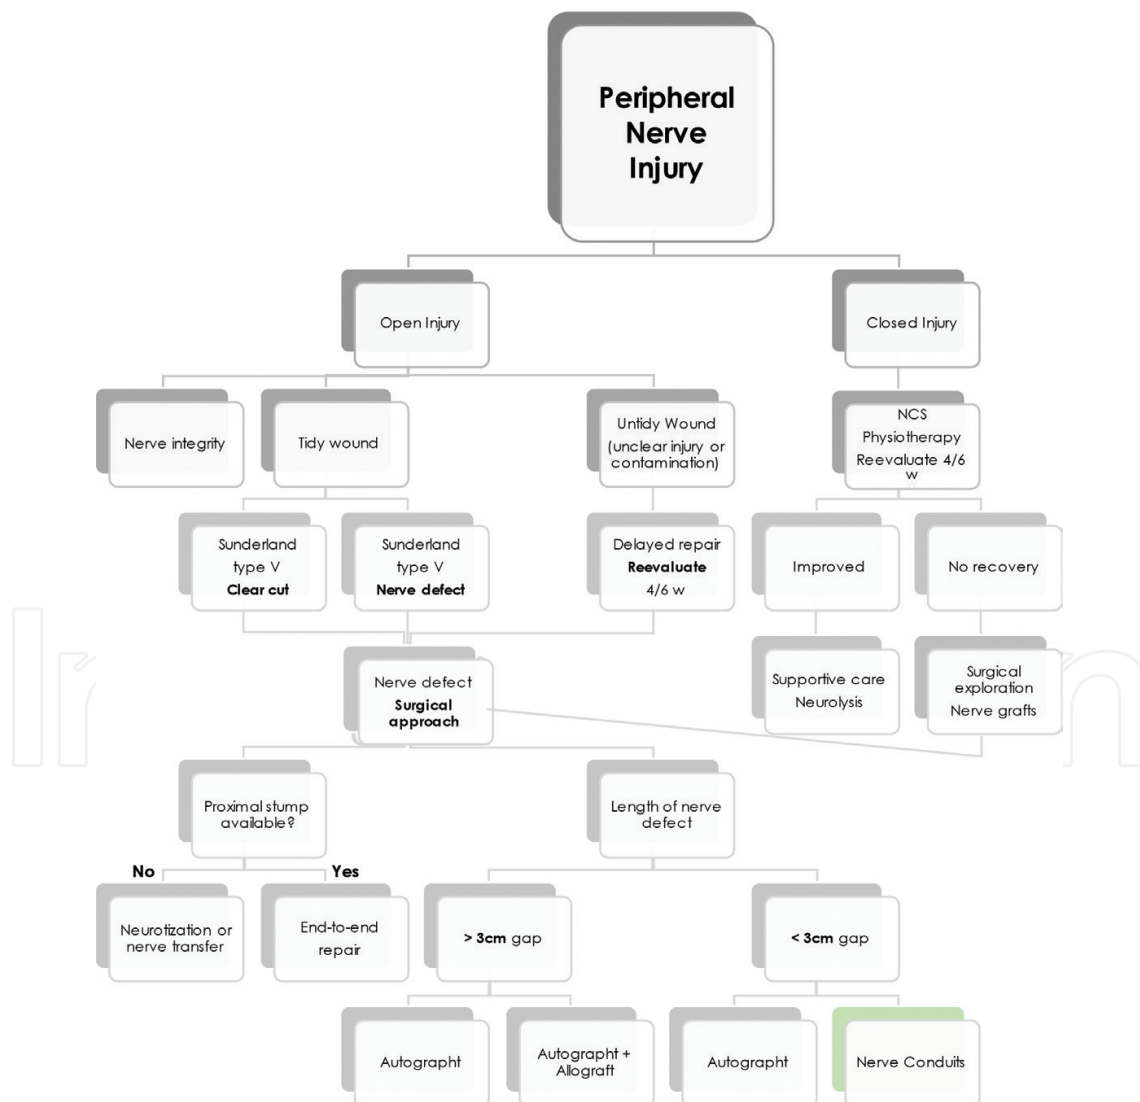 Peripheral
Nerve
Injury
Open Injury
Closed Injury
Nerve integrity
Tidy wound
Untidy Wound
(unclear injury or
contamination)
NCS
Physiotherapy
Reevaluate 4/6
w
Sunderland
type V
Clear cut
Sunderland
type V
Nerve defect
Delayed repair
Reevaluate
4/6 w
Improved
No recovery
Nerve defect
Surgical
approach
Supportive care
Neurolysis
Surgical
exploration
Nerve grafts
Proximal stump
available?
Length of nerve
defect
No
Yes
Neurotization or
nerve transfer
End-to-end
repair
> 3cm gap
< 3cm gap
Autographt
Autographt +
Allograft
Autographt
Nerve Conduits